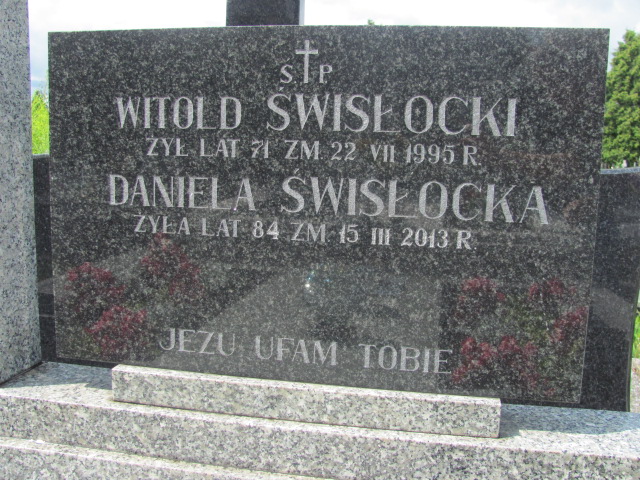 Ś P
WITOLD ŚWISŁOCKI
ŻYŁ LAT 71 ZM 22 VII 1995 R.
DANIELA ŚWISŁOCKA
ŻYŁA LAT 84 ZM 15 III 2013 R.
JEZU UFAM TOBIE